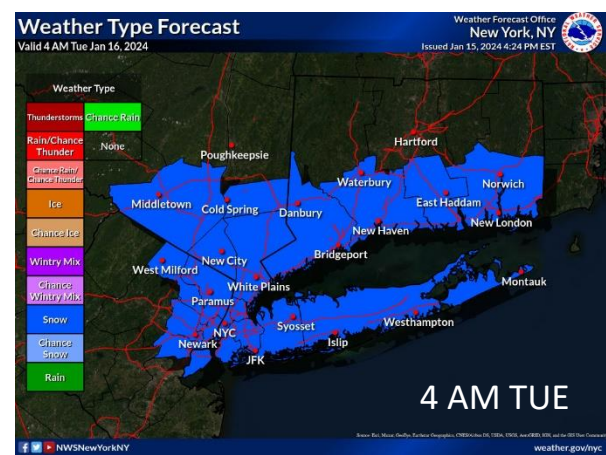 Weather Type Forecast
Valid 4 AM Tue Jan 16, 2024
Weather Forecast Office
New York, NY
Issued Jan 15, 2024 4:24 PM EST
Weather Type
Thunderstorms
Chance Rain
Rain/Chance
Thunder
None
Chance Rain/
Chance Thunder
Ice
Chance Ice
Wintry Mix
Chance
Wintry Mix
Snow
Chance
Snow
Rain
Hartford
Poughkeepsie
Waterbury
Norwich
Middletown
Cold Spring
Danbury
East Haddam
New Haven
New London
Bridgeport
West Milford
New City
White Plains
Montauk
Paramus
NYC
Syosset
Westhampton
Newark
Islip
JFK
4 AM TUE
NWSNewYorkNY
weather.gov/nyc